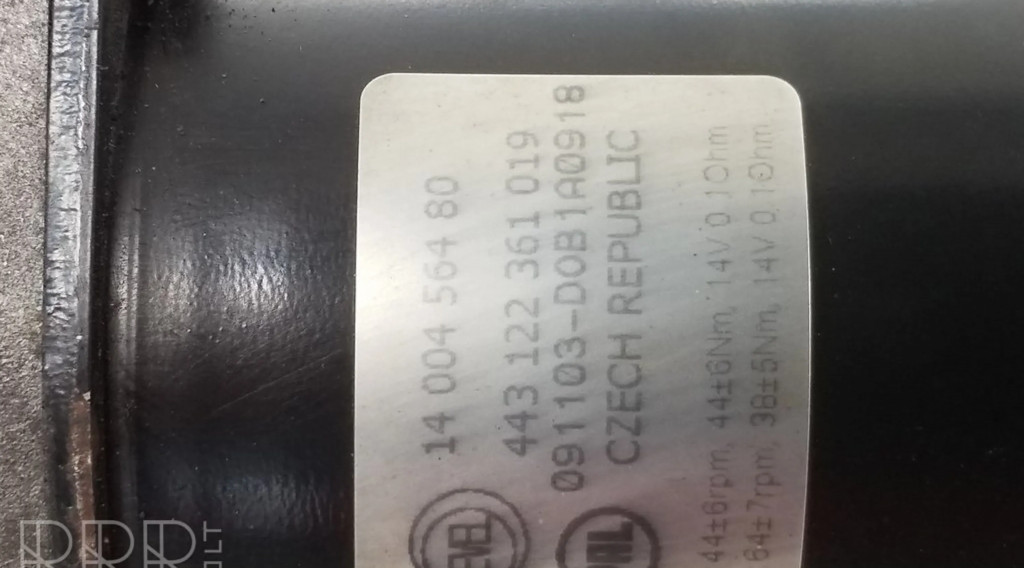 14 004 564 80
443 122 361 019
091103-D0B1A0918
CZECH REPUBLIC
44±6rpm, 44±6Nm, 14V 0.1Ohm
64±7rpm, 38±5Nm, 14V 0.1Ohm